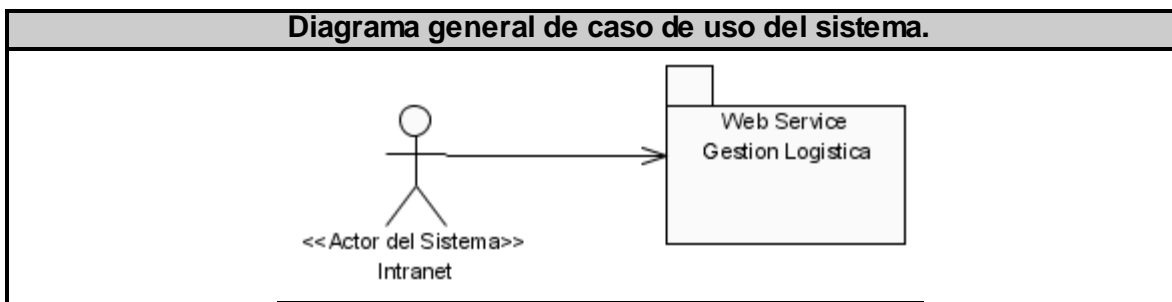 Diagrama general de caso de uso del sistema.
Web Service
Gestion Logistica
<<Actor del Sistema>>
Intranet